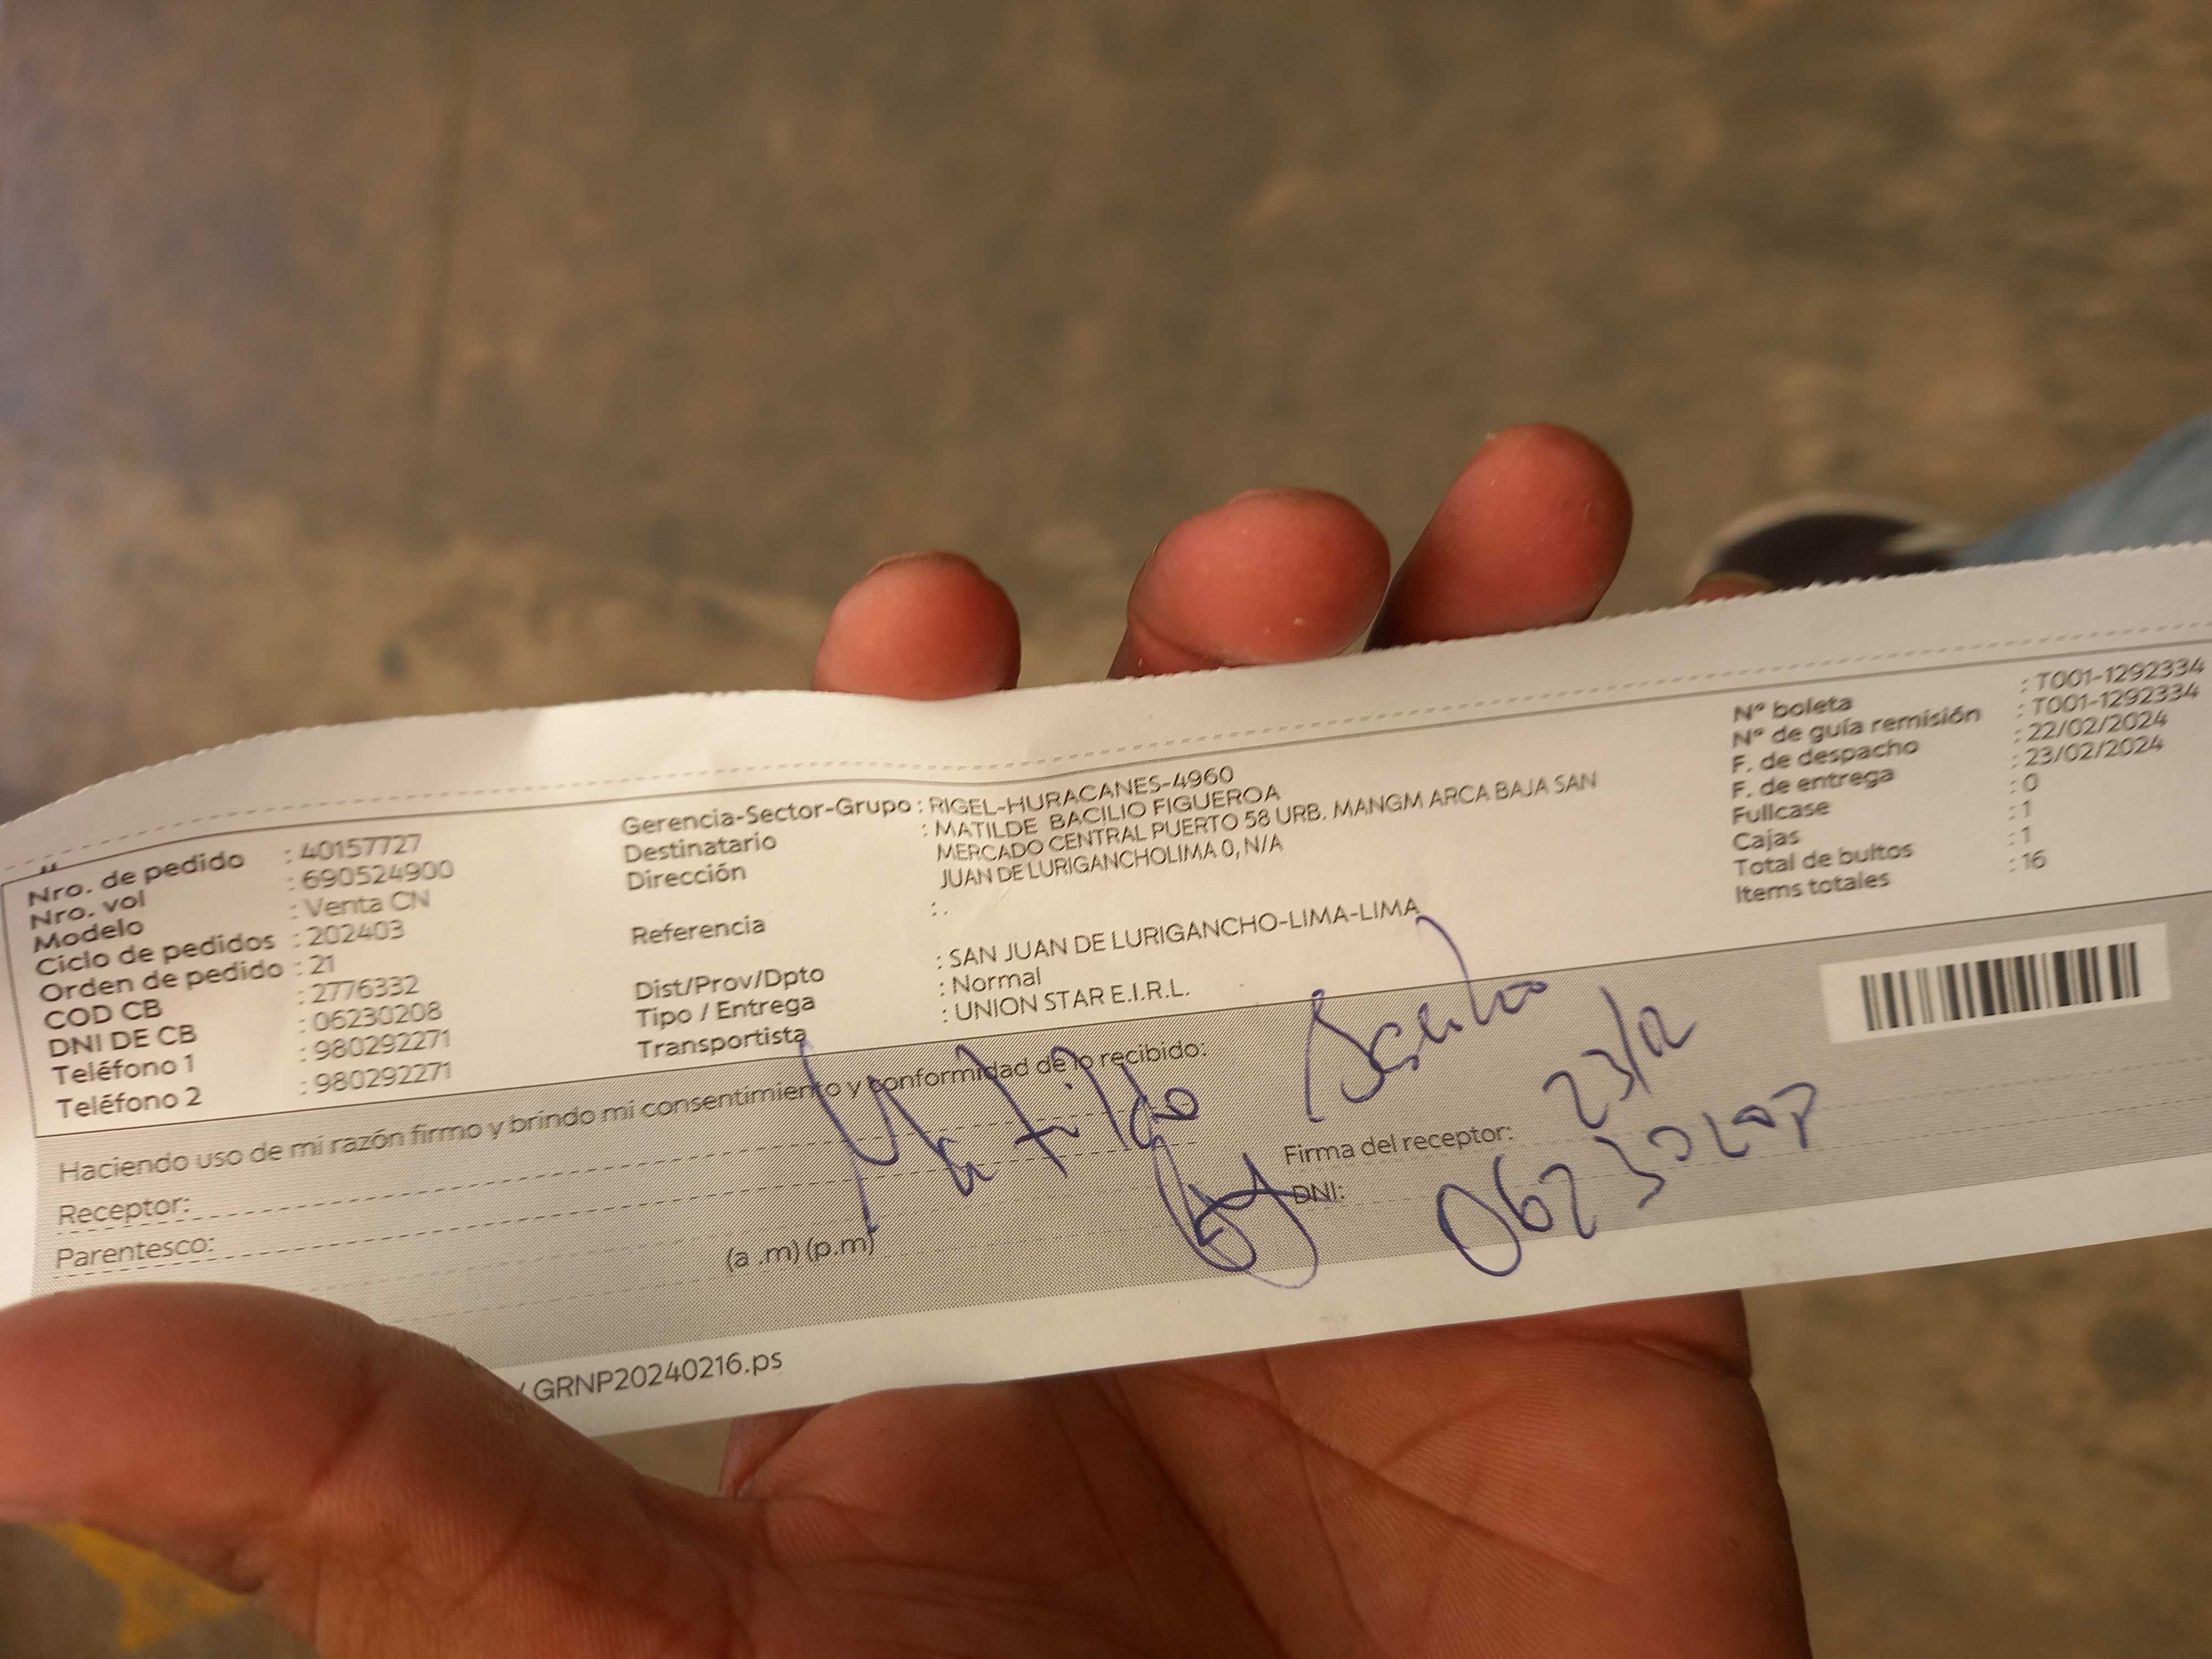 Nro. de pedido : 40157727
Nro. vol : 690524900
Modelo : Venta CN
Ciclo de pedidos : 202403
Orden de pedido : 21
COD CB : 2776332
DNI DE CB : 06230208
Teléfono 1 : 980292271
Teléfono 2 : 980292271
Gerencia-Sector-Grupo : RIGEL-HURACANES-4960
Destinatario : MATILDE BACILIO FIGUEROA
Dirección MERCADO CENTRAL PUERTO 58 URB. MANGM ARCA BAJA SAN
JUAN DE LURIGANCHOLIMA 0, N/A
Referencia : .
Dist/Prov/Dpto : SAN JUAN DE LURIGANCHO-LIMA-LIMA
Tipo / Entrega : Normal
Transportista : UNION STAR E.I.R.L.
N° boleta : T001-1292334
N° de guía remisión : T001-1292334
F. de despacho : 22/02/2024
F. de entrega : 23/02/2024
Fullcase : 0
Cajas : 1
Total de bultos : 1
Items totales : 16
Haciendo uso de mi razón firmo y brindo mi consentimiento y conformidad de lo recibido:
Matilde
Receptor:
Firma del receptor:
Parentesco:
DNI: 06230208
(a .m) (p.m)
/ GRNP20240216.ps